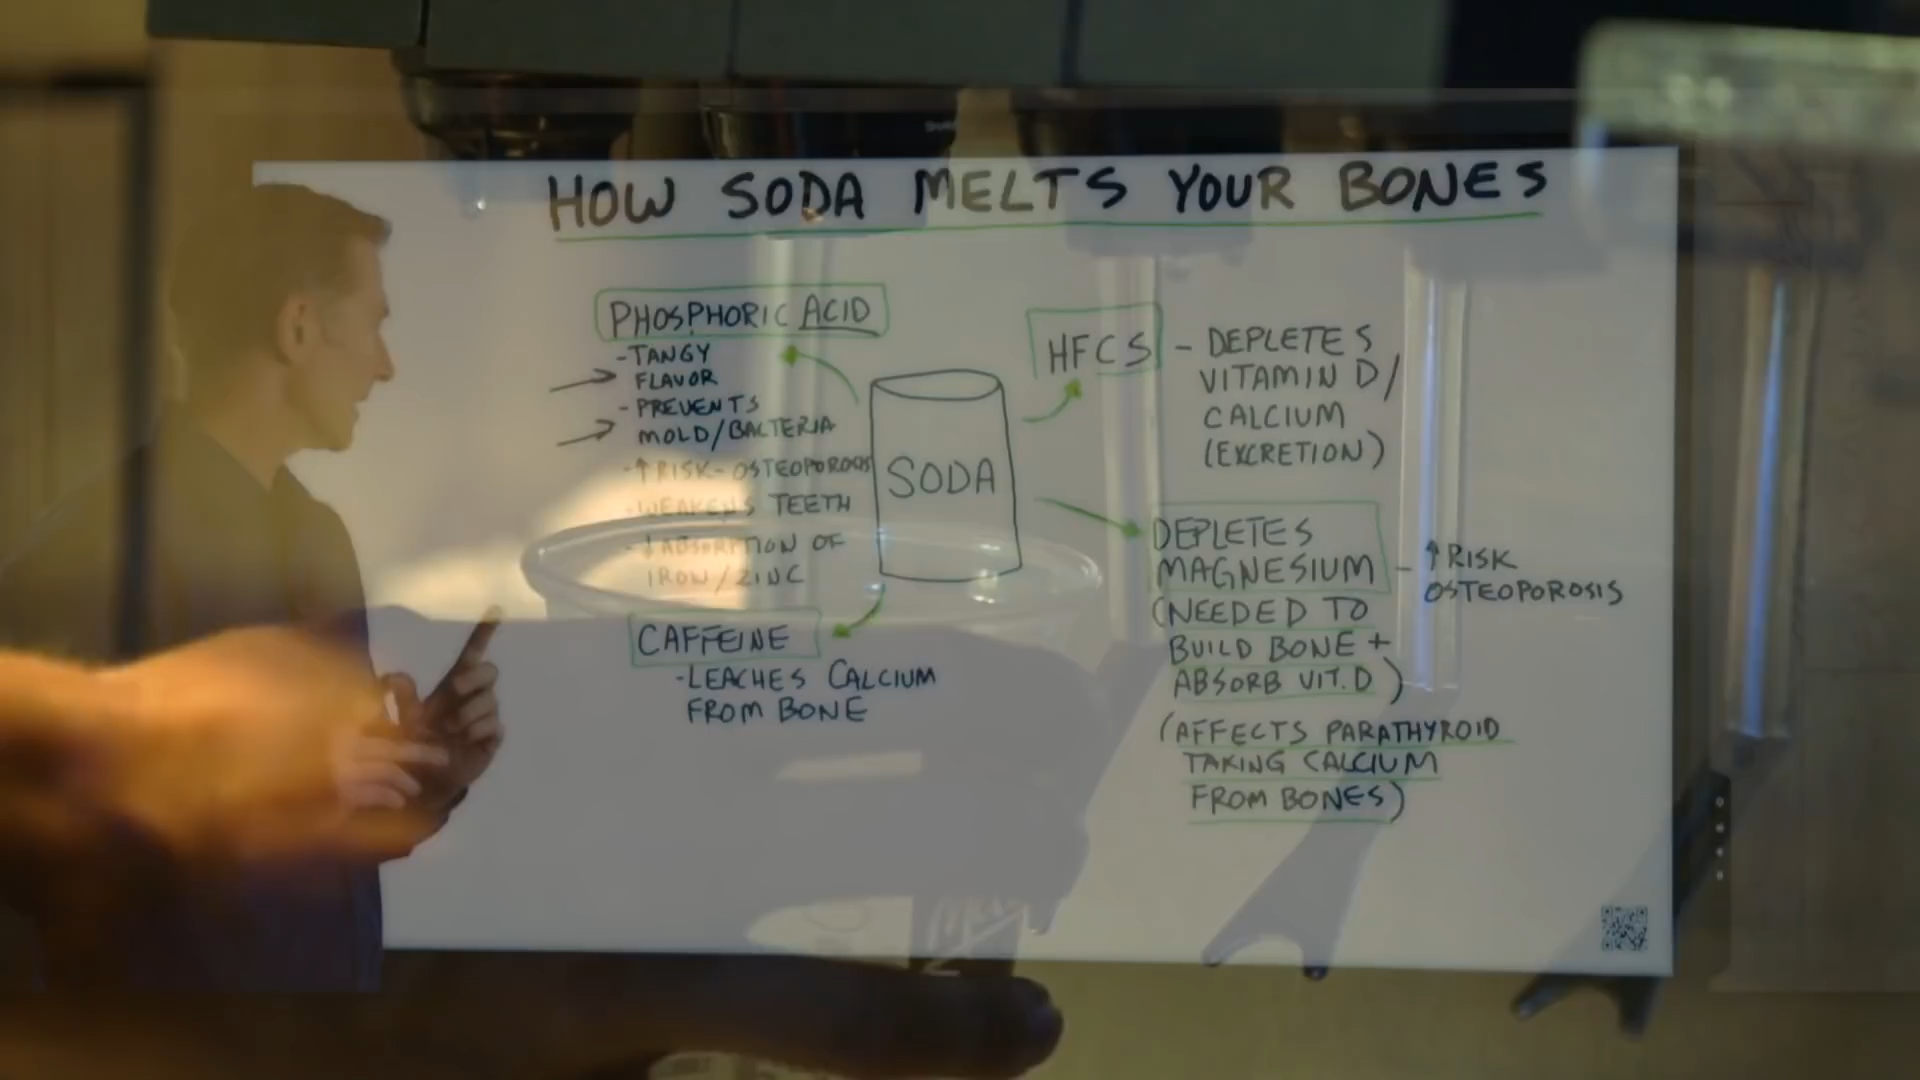 HOW SODA MELTS YOUR BONES
PHOSPHORIC ACID
-TANGY
FLAVOR
-PREVENTS
MOLD/BACTERIA
-↑RISK-OSTEOPOROSIS
-WEAKENS TEETH
-↓ABSORPTION OF
IRON/ZINC
CAFFEINE
-LEACHES CALCIUM
FROM BONE
SODA
HFCS - DEPLETES
VITAMIN D/
CALCIUM
(EXCRETION)
DEPLETES
MAGNESIUM
(NEEDED TO
BUILD BONE +
ABSORB VIT. D)
(AFFECTS PARATHYROID
TAKING CALCIUM
FROM BONES)
- ↑RISK
OSTEOPOROSIS